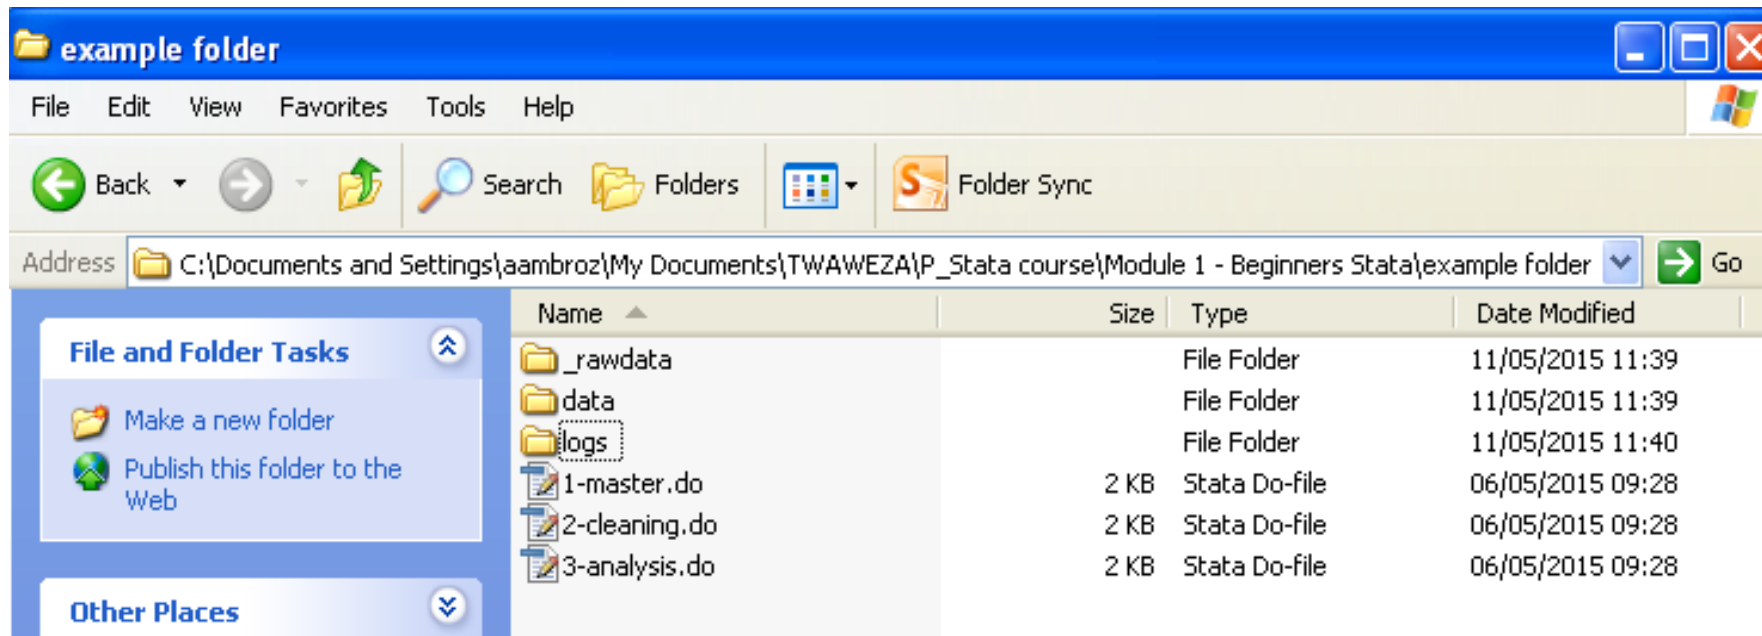 example folder
File Edit View Favorites Tools Help
Back Search Folders Folder Sync
Address C:\Documents and Settings\aambroz\My Documents\TWAWEZA\P_Stata course\Module 1 - Beginners Stata\example folder Go
Name Size Type Date Modified
File and Folder Tasks
Make a new folder
Publish this folder to the
Web
Other Places
_rawdata File Folder 11/05/2015 11:39
data File Folder 11/05/2015 11:39
logs File Folder 11/05/2015 11:40
1-master.do 2 KB Stata Do-file 06/05/2015 09:28
2-cleaning.do 2 KB Stata Do-file 06/05/2015 09:28
3-analysis.do 2 KB Stata Do-file 06/05/2015 09:28